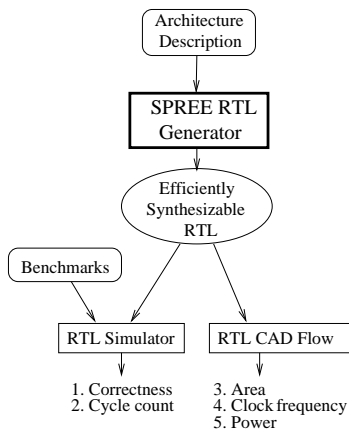 Architecture
Description
SPREE RTL
Generator
Efficiently
Synthesizable
RTL
Benchmarks
RTL Simulator
RTL CAD Flow
1. Correctness
2. Cycle count
3. Area
4. Clock frequency
5. Power